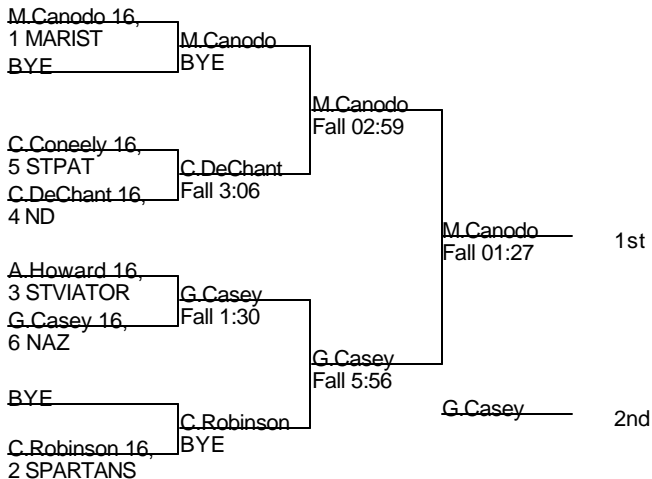 M.Canodo 16,
1 MARIST
BYE
M.Canodo
BYE
C.Coneely 16,
5 STPAT
C.DeChant 16,
4 ND
C.DeChant
Fall 3:06
M.Canodo
Fall 02:59
A.Howard 16,
3 STVIATOR
G.Casey 16,
6 NAZ
G.Casey
Fall 1:30
BYE
C.Robinson 16,
2 SPARTANS
C.Robinson
BYE
G.Casey
Fall 5:56
M.Canodo
Fall 01:27
1st
G.Casey
2nd